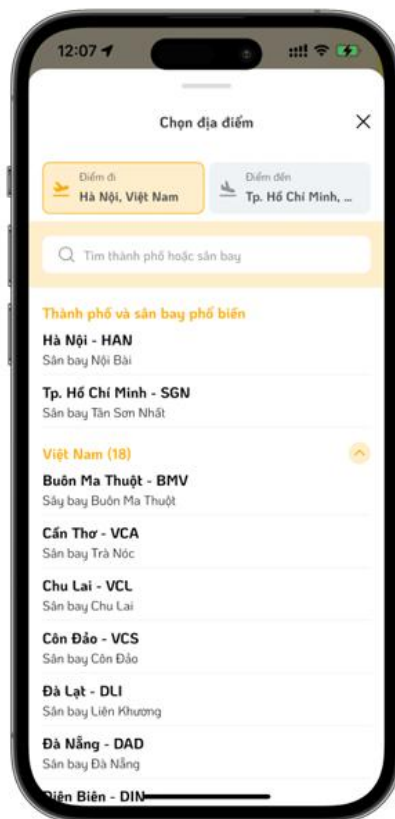 12:07
Chọn địa điểm
Điểm đi
Hà Nội, Việt Nam
Điểm đến
Tp. Hồ Chí Minh, ...
Tìm thành phố hoặc sân bay
Thành phố và sân bay phổ biến
Hà Nội - HAN
Sân bay Nội Bài
Tp. Hồ Chí Minh - SGN
Sân bay Tân Sơn Nhất
Việt Nam (18)
Buôn Ma Thuột - BMV
Sây bay Buôn Ma Thuột
Cần Thơ - VCA
Sân bay Trà Nóc
Chu Lai - VCL
Sân bay Chu Lai
Côn Đảo - VCS
Sân bay Côn Đảo
Đà Lạt - DLI
Sân bay Liên Khương
Đà Nẵng - DAD
Sân bay Đà Nẵng
Điện Biên - DIN